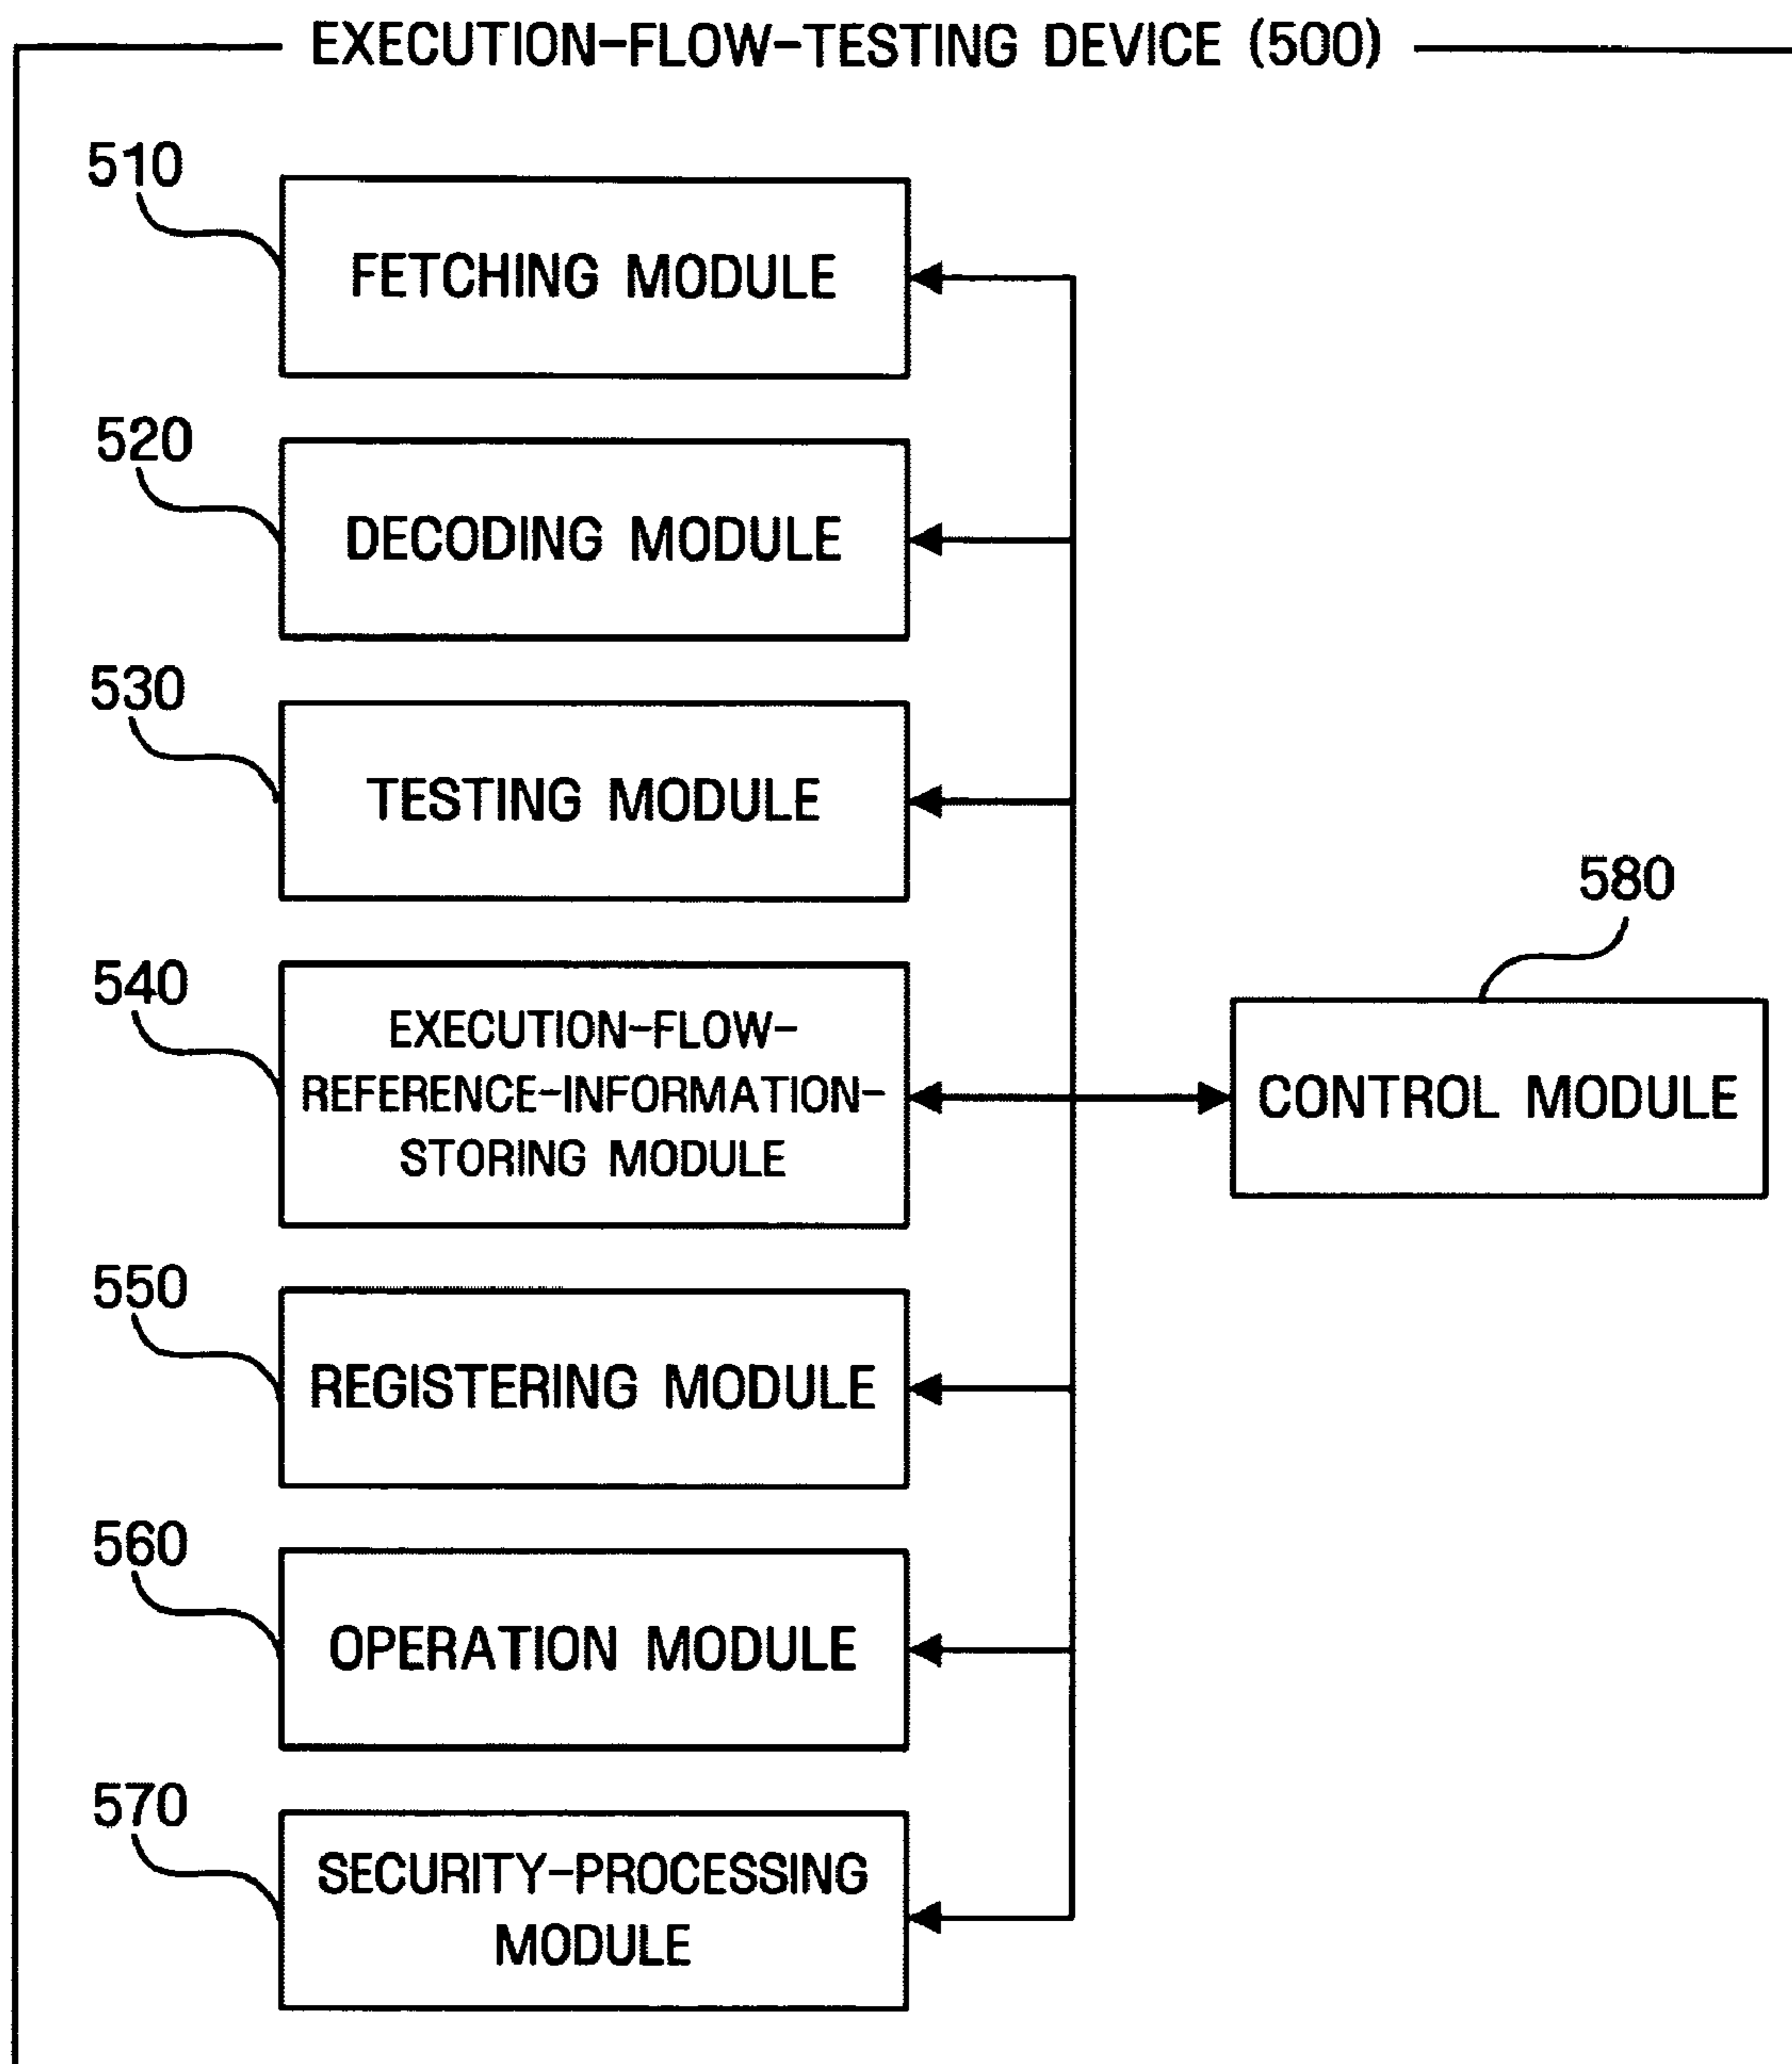 EXECUTION-FLOW-TESTING DEVICE (500)
510
FETCHING MODULE
520
DECODING MODULE
530
TESTING MODULE
540
EXECUTION-FLOW-
REFERENCE-INFORMATION-
STORING MODULE
580
CONTROL MODULE
550
REGISTERING MODULE
560
OPERATION MODULE
570
SECURITY-PROCESSING
MODULE